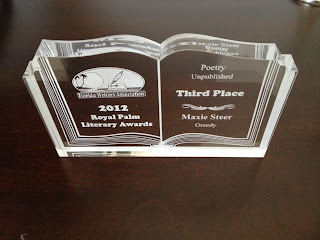 Florida Writers Association
2012
Royal Palm
Literary Awards
Poetry
Unpublished
Third Place
Maxie Steer
Greedy